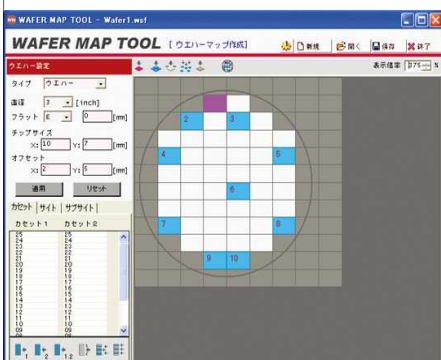 WAFER MAP TOOL - Wafer1.wsf
WAFER MAP TOOL [ウエハーマップ作成] 新規 開く 保存 終了
ウエハー設定 表示倍率 75 %
タイプ ウエハー
直径 3 [inch]
フラット E 0 [mm]
チップサイズ
X: 10 Y: 7 [mm]
オフセット
X: 2 Y: 5 [mm]
適用 リセット
カセット サイト サブサイト
カセット1 カセット2
25 25
24 24
23 23
22 22
21 21
20 20
19 19
18 18
17 17
16 16
15 15
14 14
13 13
12 12
11 11
10 10
09 09
1 2 1,2
2 3
4 5
6
7 8
9 10